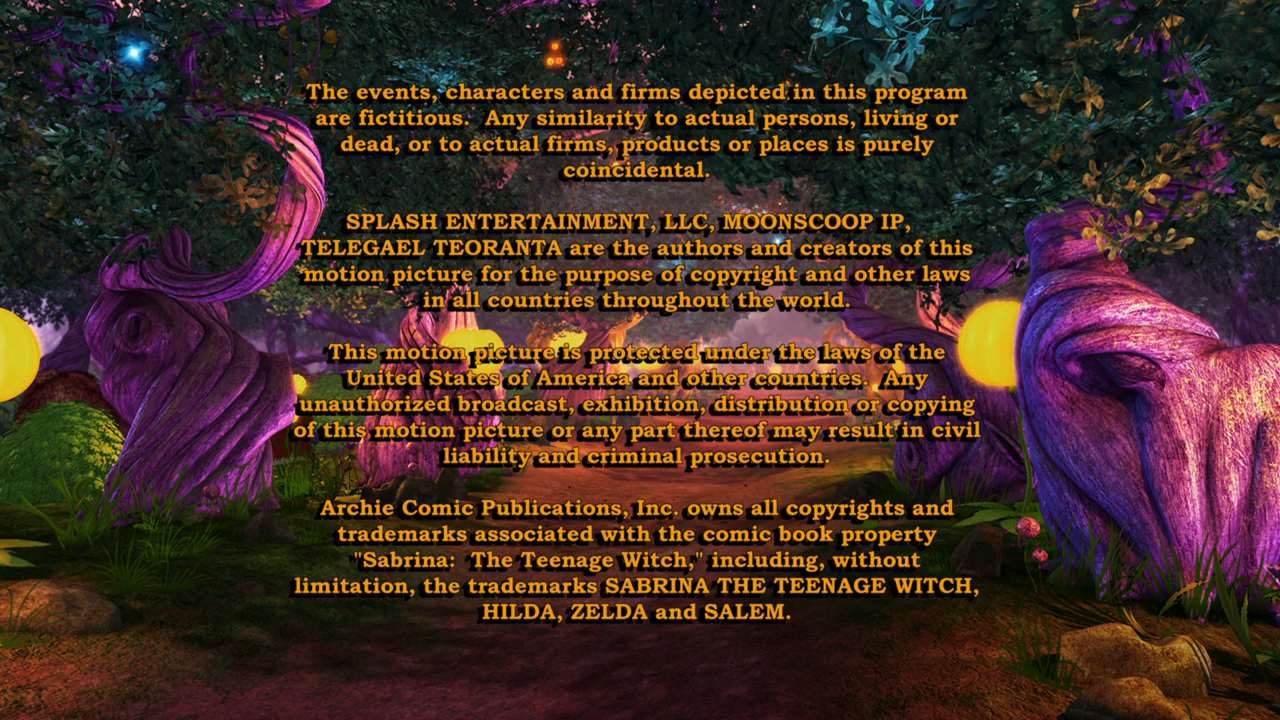 The events, characters and firms depicted in this program
are fictitious.  Any similarity to actual persons, living or
dead, or to actual firms, products or places is purely
coincidental.
SPLASH ENTERTAINMENT, LLC, MOONSCOOP IP,
TELEGAEL TEORANTA are the authors and creators of this
motion picture for the purpose of copyright and other laws
in all countries throughout the world.
This motion picture is protected under the laws of the
United States of America and other countries.  Any
unauthorized broadcast, exhibition, distribution or copying
of this motion picture or any part thereof may result in civil
liability and criminal prosecution.
Archie Comic Publications, Inc. owns all copyrights and
trademarks associated with the comic book property
"Sabrina:  The Teenage Witch," including, without
limitation, the trademarks SABRINA THE TEENAGE WITCH,
HILDA, ZELDA and SALEM.